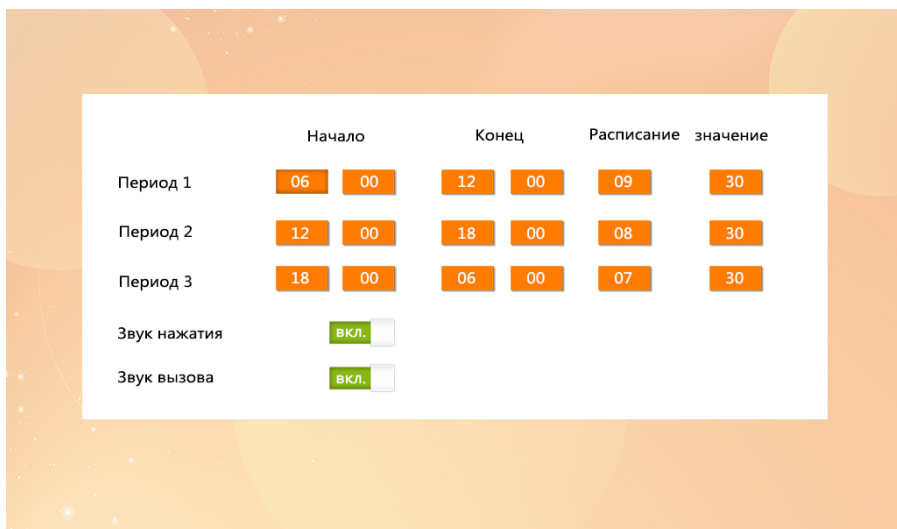 Начало Конец Расписание значение
Период 1 06 00 12 00 09 30
Период 2 12 00 18 00 08 30
Период 3 18 00 06 00 07 30
Звук нажатия вкл.
Звук вызова вкл.